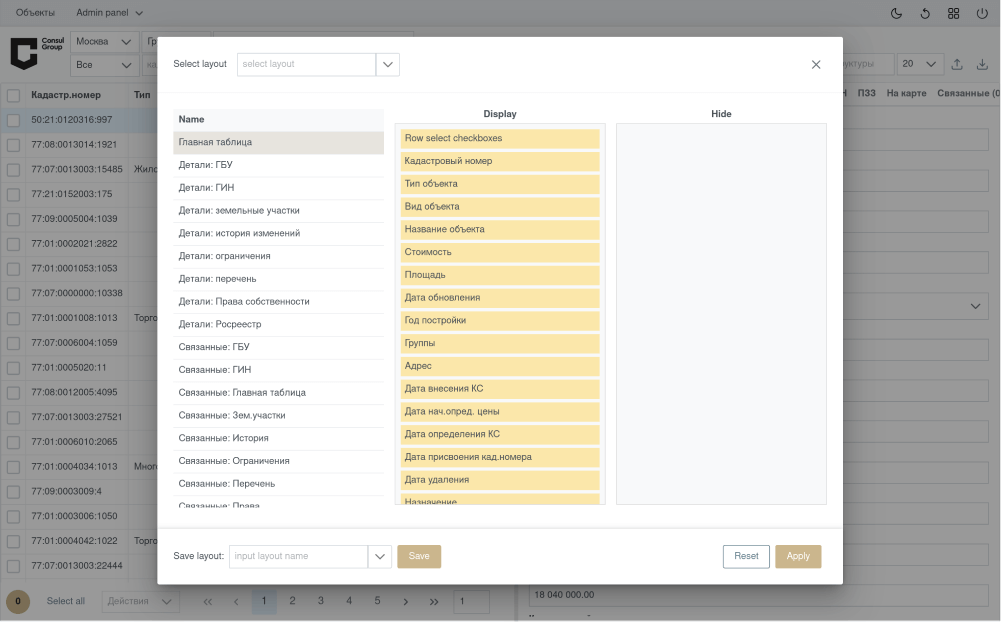 Объекты
Admin panel
Consul Group
Москва
Гр
Все
20
Кадастр.номер
Тип
ПЗЗ
На карте
Связанные (0
50:21:0120316:997
77:08:0013014:1921
77:07:0013003:15485
Жило
77:21:0152003:175
77:09:0005004:1039
77:01:0002021:2822
77:01:0001053:1053
77:07:0000000:10338
77:01:0001008:1013
Торго
77:07:0006004:1059
77:01:0005020:11
77:08:0012005:4095
77:07:0013003:27521
77:01:0006010:2065
77:01:0004034:1013
Много
77:09:0003009:4
77:01:0003006:1050
77:01:0004042:1022
Торго
77:07:0013003:22444
Select layout
select layout
Name
Главная таблица
Детали: ГБУ
Детали: ГИН
Детали: земельные участки
Детали: история изменений
Детали: ограничения
Детали: перечень
Детали: Права собственности
Детали: Росреестр
Связанные: ГБУ
Связанные: ГИН
Связанные: Главная таблица
Связанные: Зем.участки
Связанные: История
Связанные: Ограничения
Связанные: Перечень
Связанные: Права
Display
Row select checkboxes
Кадастровый номер
Тип объекта
Вид объекта
Название объекта
Стоимость
Площадь
Дата обновления
Год постройки
Группы
Адрес
Дата внесения КС
Дата нач.опред. цены
Дата определения КС
Дата присвоения кад.номера
Дата удаления
Назначение
Hide
Save layout:
input layout name
Save
Reset
Apply
0
Select all
Действия
1
2
3
4
5
1
18 040 000.00